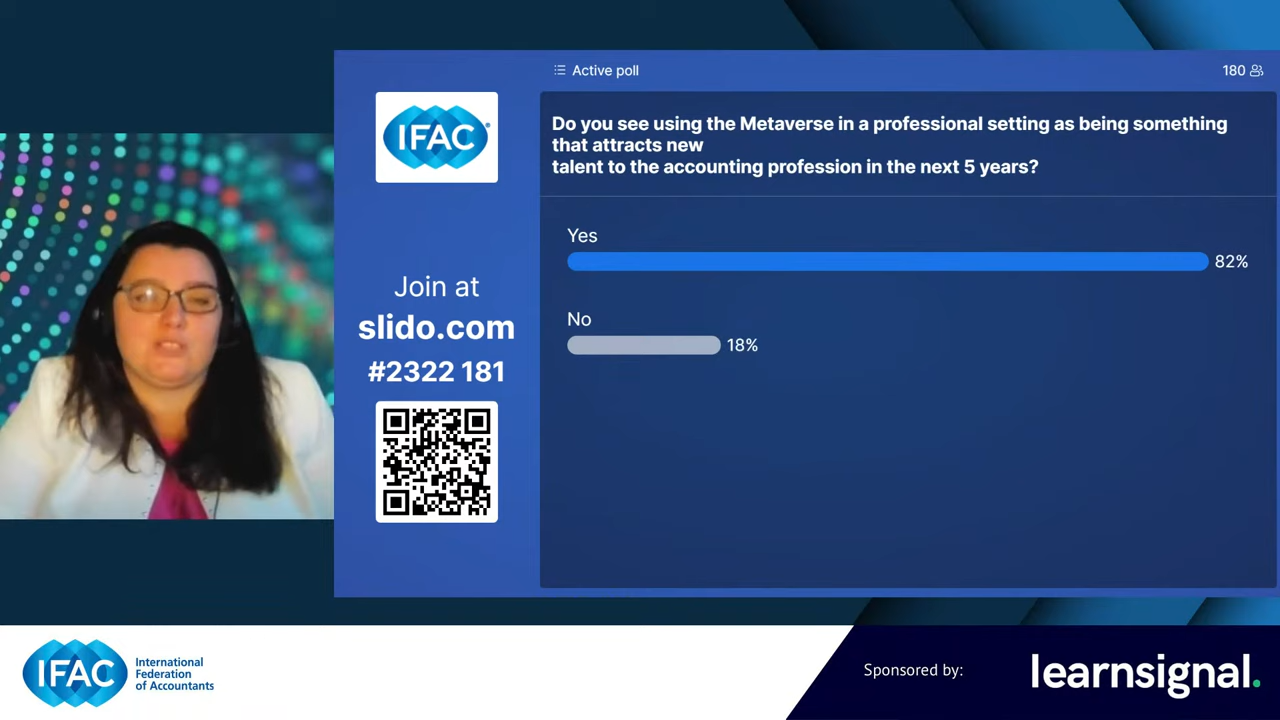 Active poll
180
IFAC
Do you see using the Metaverse in a professional setting as being something
that attracts new
talent to the accounting profession in the next 5 years?
Yes
82%
No
18%
Join at
slido.com
#2322 181
IFAC
International
Federation
of Accountants
Sponsored by:
learnsignal.